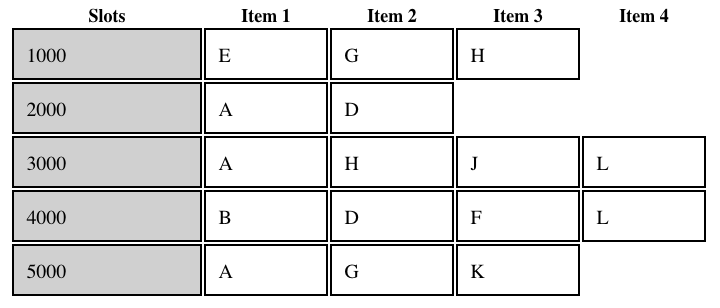 Slots Item 1 Item 2 Item 3 Item 4
1000 E G H
2000 A D
3000 A H J L
4000 B D F L
5000 A G K